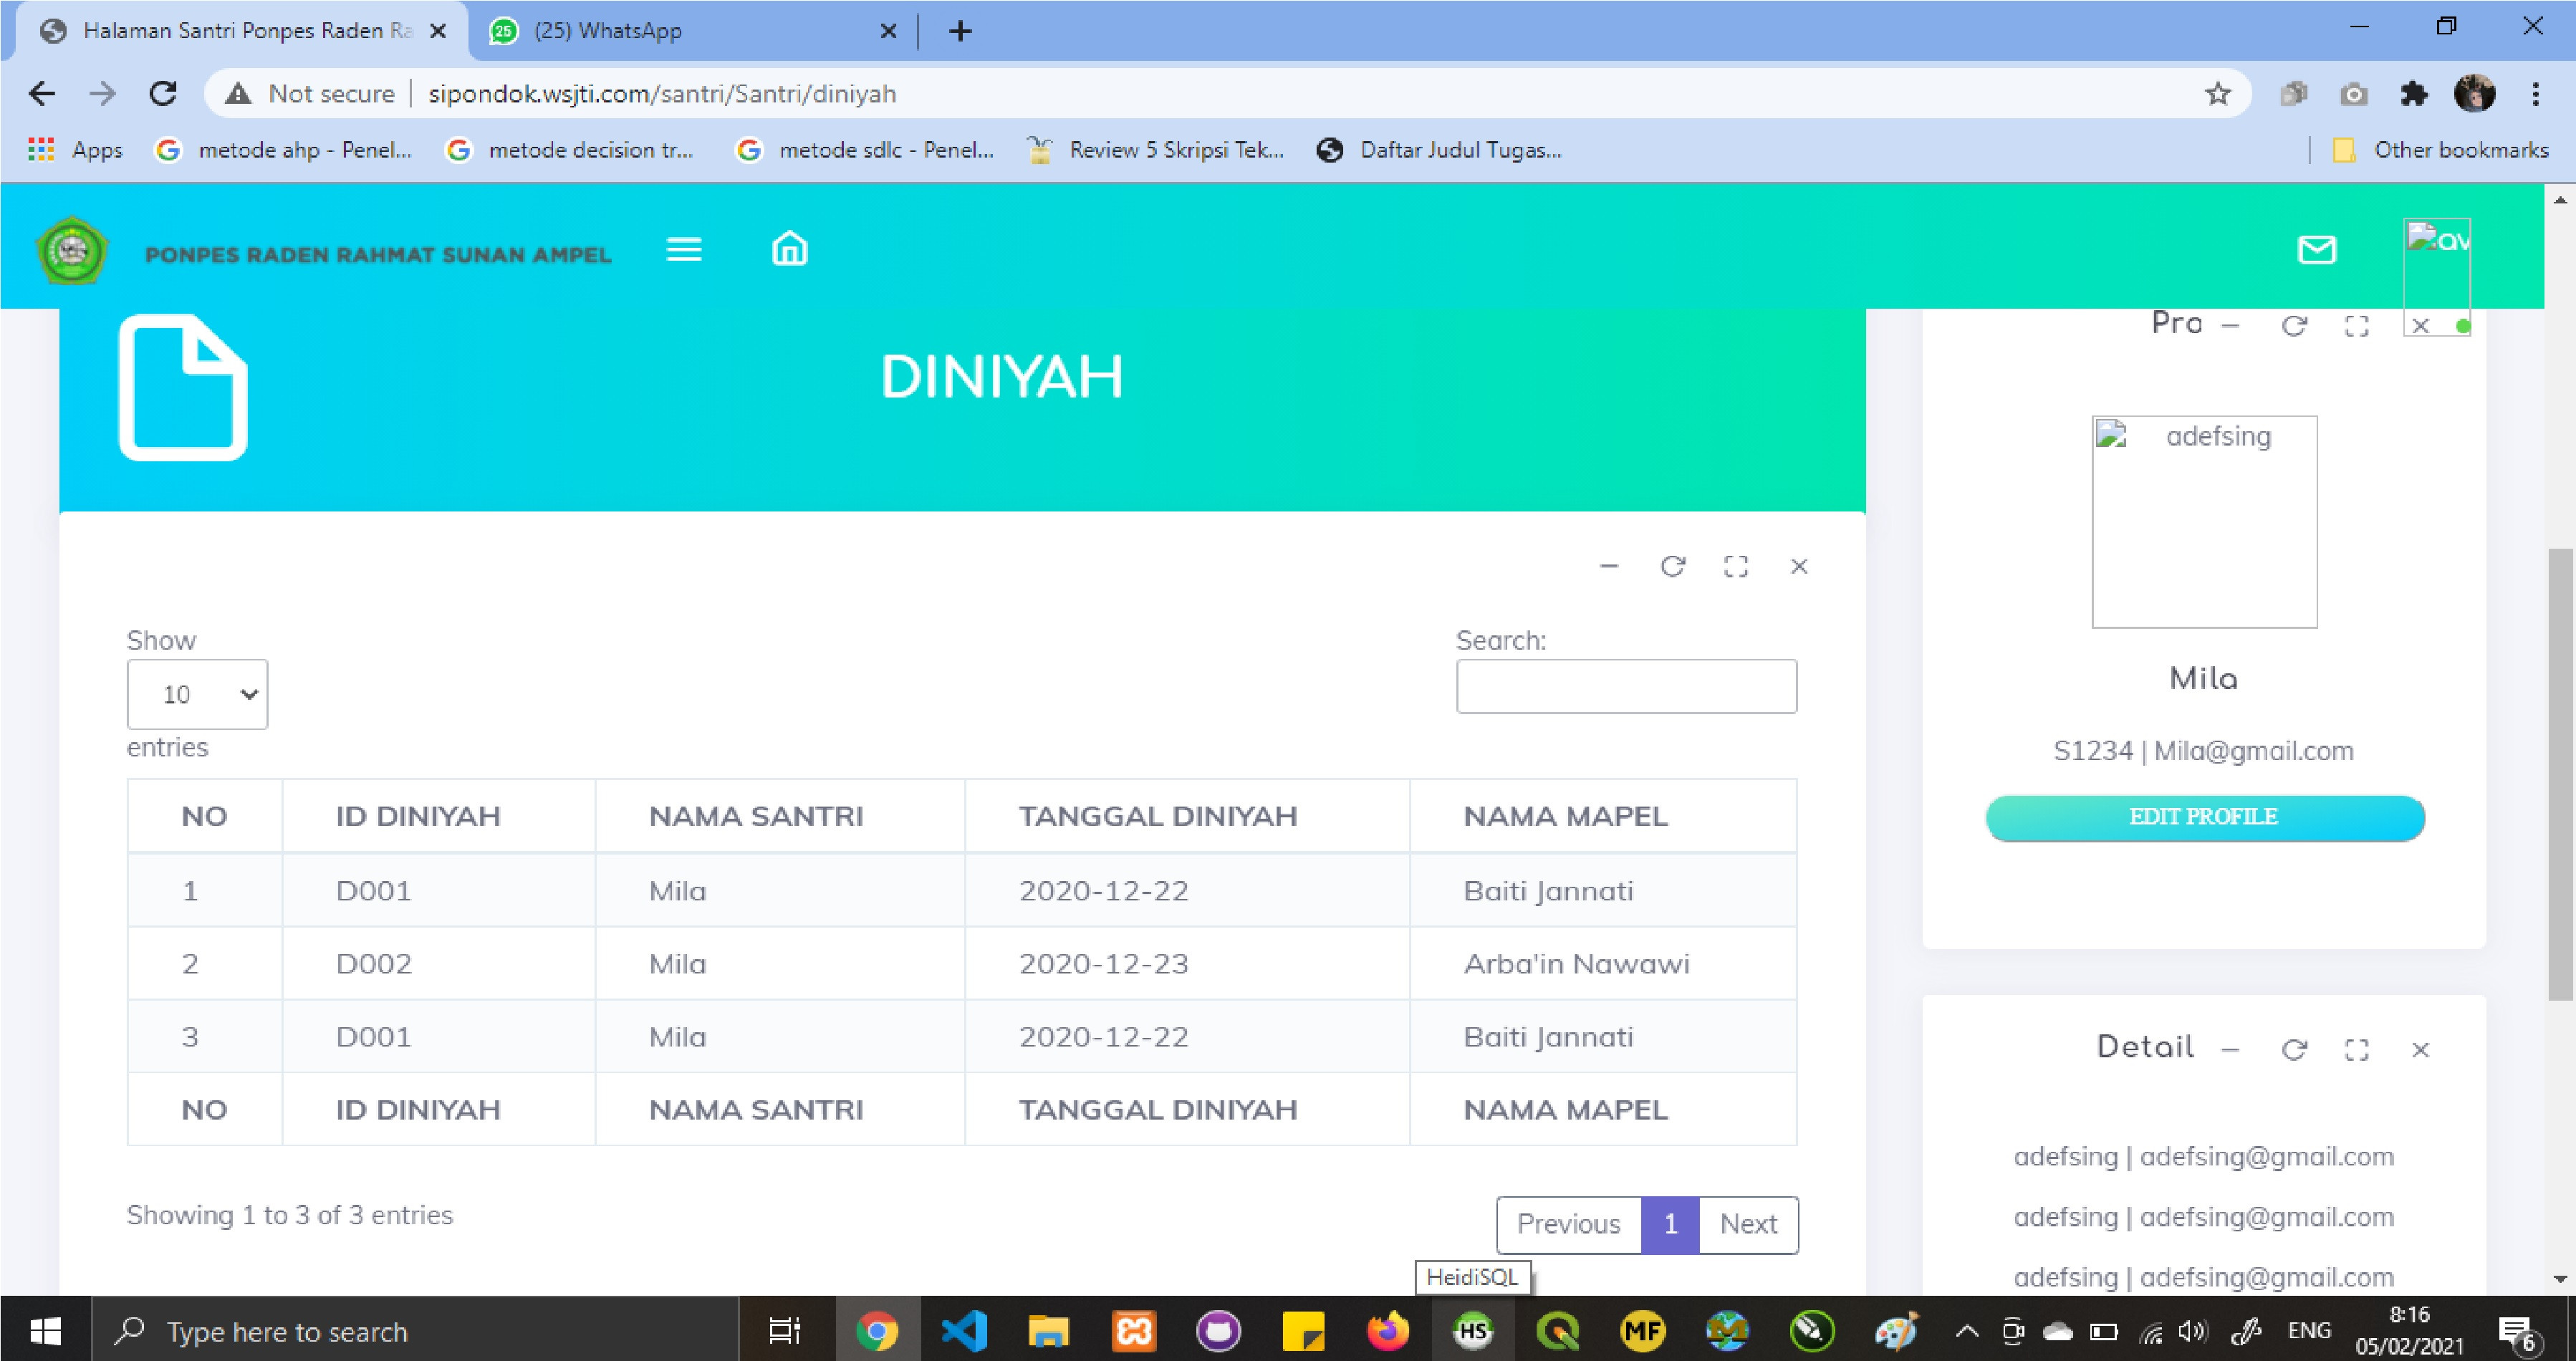 Halaman Santri Ponpes Raden Ra
25
(25) WhatsApp
Not secure
sipondok.wsjti.com/santri/Santri/diniyah
Apps
metode ahp - Penel...
metode decision tr...
metode sdlc - Penel...
Review 5 Skripsi Tek...
Daftar Judul Tugas...
Other bookmarks
PONPES RADEN RAHMAT SUNAN AMPEL
av
DINIYAH
Pro
adefsing
Mila
S1234 | Mila@gmail.com
EDIT PROFILE
Show
10
entries
Search:
NO ID DINIYAH NAMA SANTRI TANGGAL DINIYAH NAMA MAPEL
1 D001 Mila 2020-12-22 Baiti Jannati
2 D002 Mila 2020-12-23 Arba'in Nawawi
3 D001 Mila 2020-12-22 Baiti Jannati
NO ID DINIYAH NAMA SANTRI TANGGAL DINIYAH NAMA MAPEL
Showing 1 to 3 of 3 entries
Previous 1 Next
Detail
adefsing | adefsing@gmail.com
adefsing | adefsing@gmail.com
adefsing | adefsing@gmail.com
HeidiSQL
Type here to search
HS
MF
ENG
8:16
05/02/2021
6